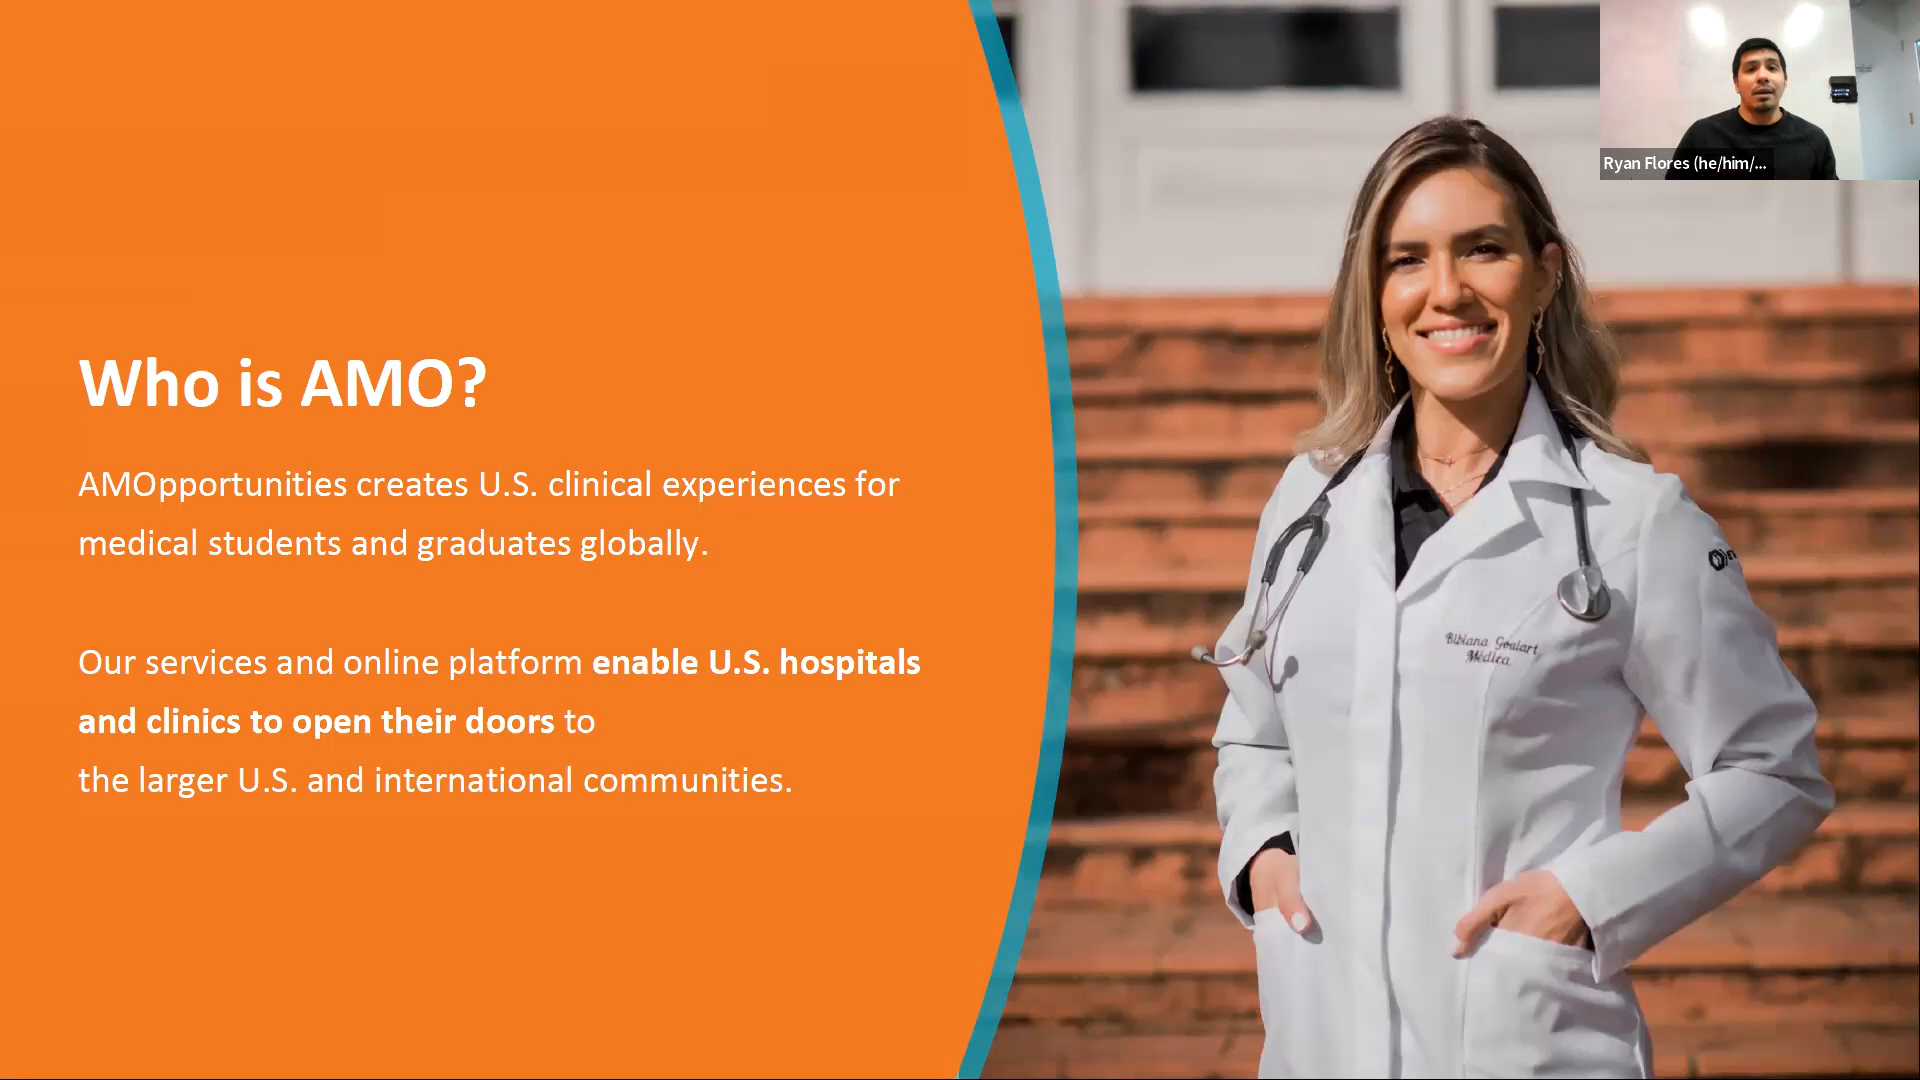 Who is AMO?
AMOpportunities creates U.S. clinical experiences for
medical students and graduates globally.
Our services and online platform enable U.S. hospitals
and clinics to open their doors to
the larger U.S. and international communities.
Ryan Flores (he/him/...
Bibiana Goulart
Médica